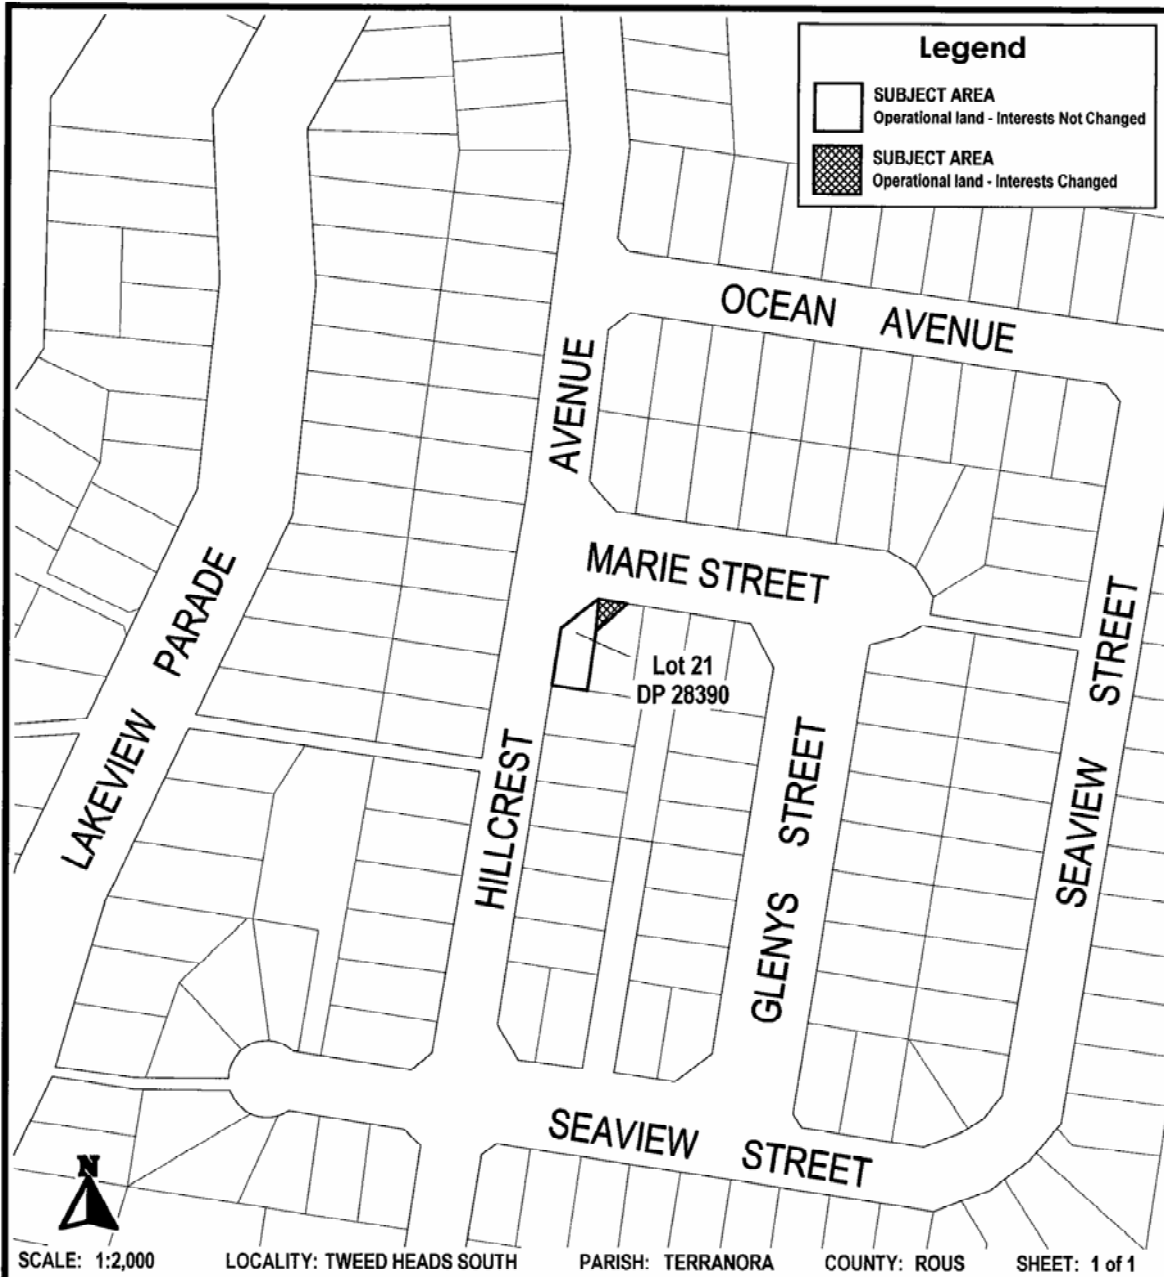 Legend
SUBJECT AREA
Operational land - Interests Not Changed
SUBJECT AREA
Operational land - Interests Changed
OCEAN AVENUE
AVENUE
MARIE STREET
PARADE
STREET
Lot 21
DP 28390
LAKEVIEW
HILLCREST
STREET
SEAVIEW
GLENYS
SEAVIEW STREET
N
SCALE: 1:2,000 LOCALITY: TWEED HEADS SOUTH PARISH: TERRANORA COUNTY: ROUS SHEET: 1 of 1